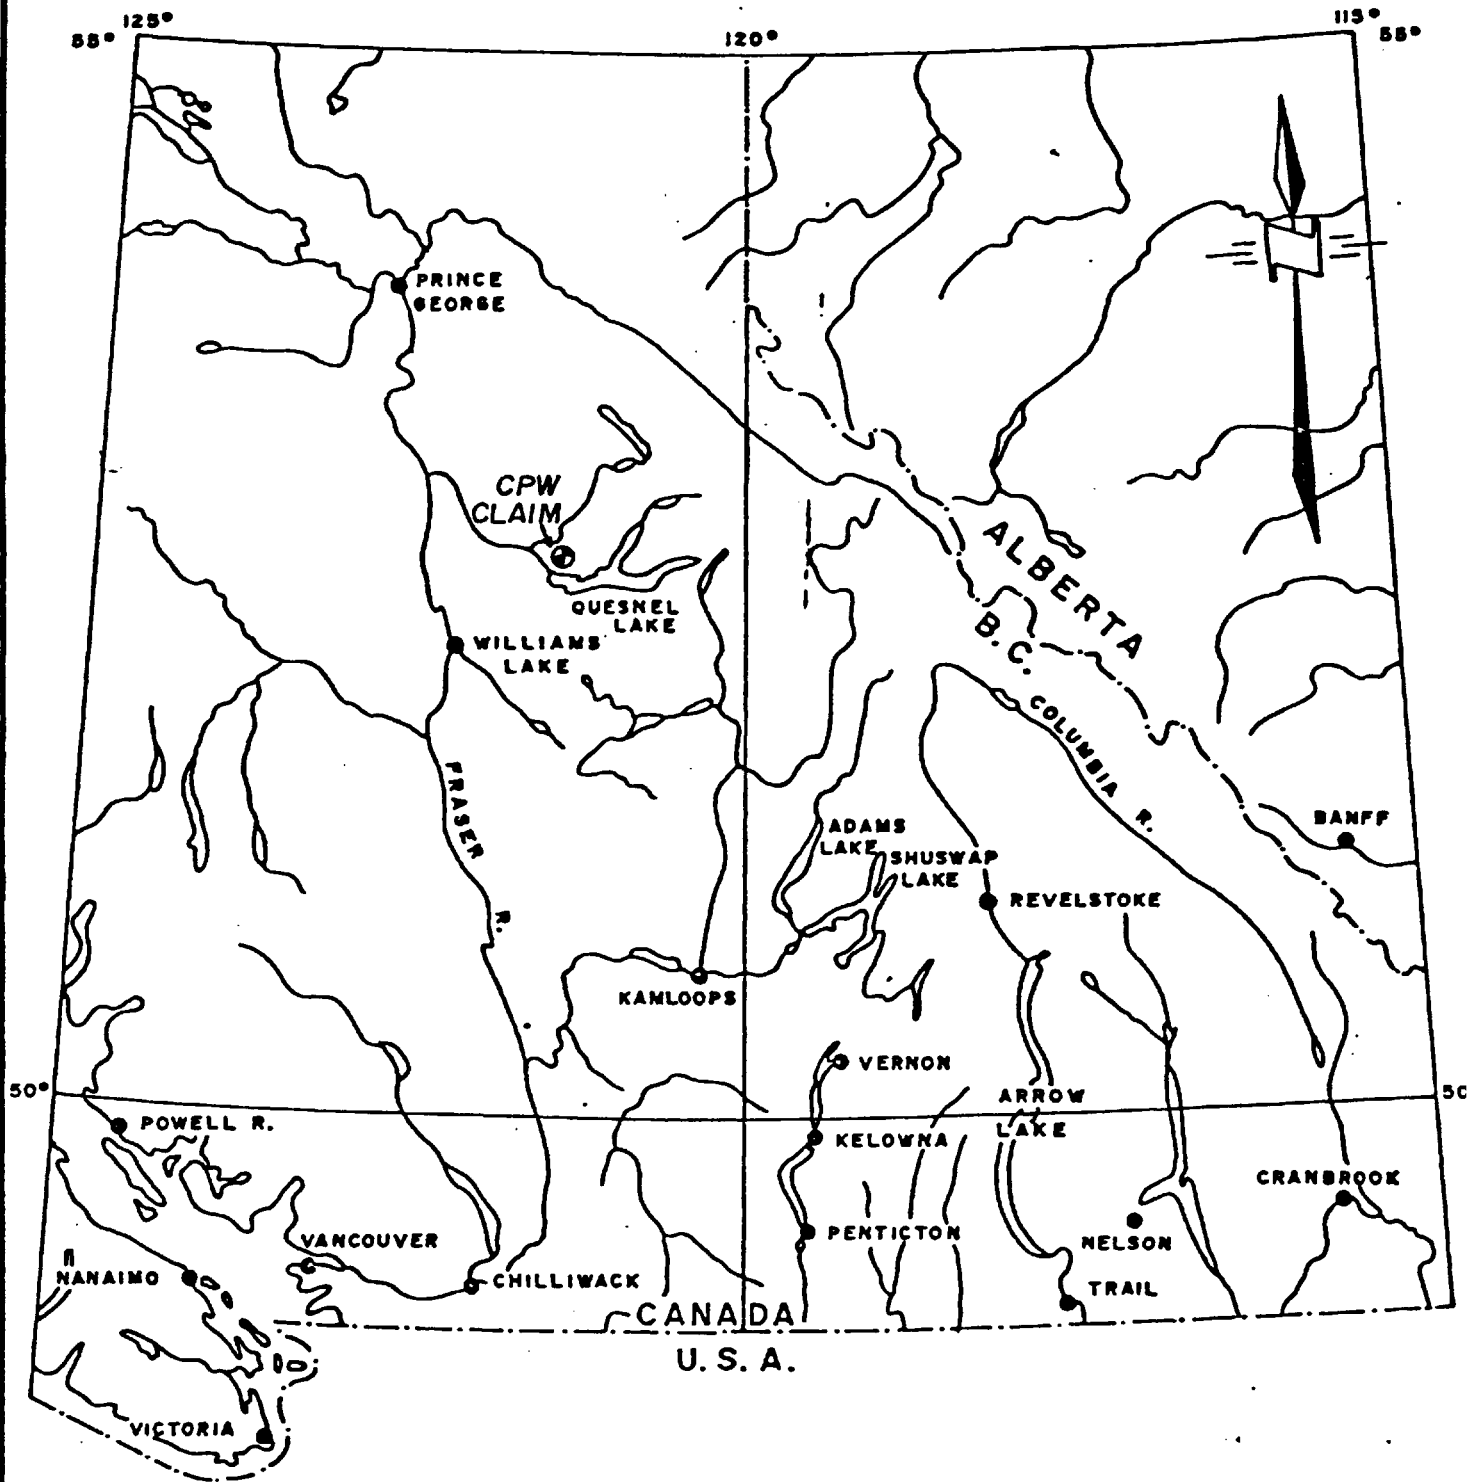 125°
55°
120°
115°
55°
PRINCE
GEORGE
CPW
CLAIM
QUESNEL
LAKE
WILLIAMS
LAKE
ALBERTA
B.C.
COLUMBIA R.
FRASER R.
BANFF
ADAMS
LAKE
SHUSWAP
LAKE
REVELSTOKE
KAMLOOPS
VERNON
50°
ARROW
LAKE
50
POWELL R.
KELOWNA
CRANBROOK
PENTICTON
NELSON
VANCOUVER
NANAIMO
CHILLIWACK
TRAIL
CANADA
U.S.A.
VICTORIA